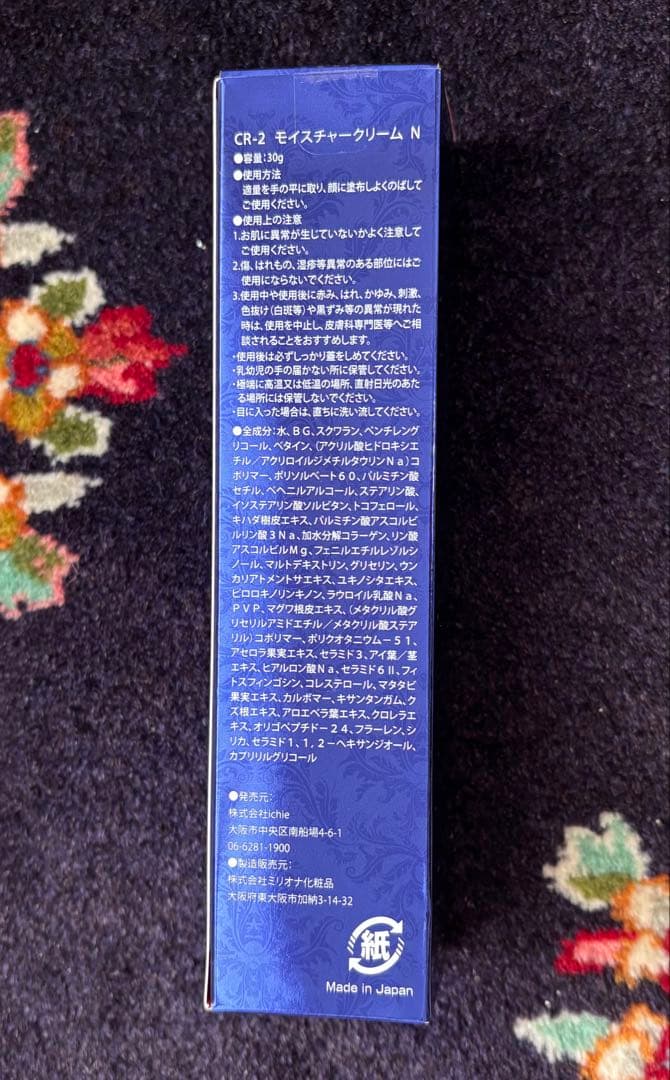 CR-2 モイスチャークリーム N
●容量：30g
●使用方法
適量を手の平に取り、顔に塗布しよくのばして
ご使用ください。
●使用上の注意
1.お肌に異常が生じていないかよく注意して
ご使用ください。
2.傷、はれもの、湿疹等異常のある部位にはご
使用にならないでください。
3.使用中や使用後に赤み、はれ、かゆみ、刺激、
色抜け(白斑等)や黒ずみ等の異常が現れた
時は、使用を中止し、皮膚科専門医等へご相
談されることをおすすめします。
・使用後は必ずしっかり蓋をしめてください。
・乳幼児の手の届かない所に保管してください。
・極端に高温又は低温の場所、直射日光のあた
る場所には保管しないでください。
・目に入った場合は、直ちに洗い流してください。
●全成分：水、BG、スクワラン、ペンチレング
リコール、ベタイン、(アクリル酸ヒドロキシエ
チル／アクリロイルジメチルタウリンNa)コ
ポリマー、ポリソルベート60、パルミチン酸
セチル、ベヘニルアルコール、ステアリン酸、
イソステアリン酸ソルビタン、トコフェロール、
キハダ樹皮エキス、パルミチン酸アスコルビ
ルリン酸3Na、加水分解コラーゲン、リン酸
アスコルビルMg、フェニルエチルレゾルシ
ノール、マルトデキストリン、グリセリン、ウン
カリアトメントサエキス、ユキノシタエキス、
ピロロキノリンキノン、ラウロイル乳酸Na、
PVP、マグワ根皮エキス、(メタクリル酸グ
リセリルアミドエチル／メタクリル酸ステア
リル)コポリマー、ポリクオタニウム－51、
アセロラ果実エキス、セラミド3、アイ葉／茎
エキス、ヒアルロン酸Na、セラミド6Ⅱ、フィ
トスフィンゴシン、コレステロール、マタタビ
果実エキス、カルボマー、キサンタンガム、ク
ズ根エキス、アロエベラ葉エキス、クロレラエ
キス、オリゴペプチド－24、フラーレン、シ
リカ、セラミド1、1，2－ヘキサンジオール、
カプリリルグリコール
●発売元：
株式会社ichie
大阪市中央区南船場4-6-1
06-6281-1900
●製造販売元：
株式会社ミリオナ化粧品
大阪府東大阪市加納3-14-32
紙
Made in Japan